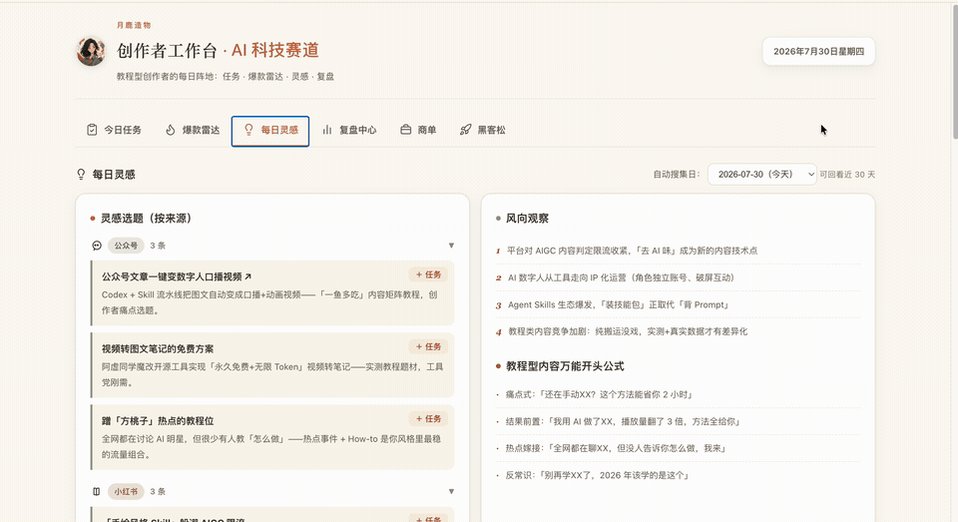 月鹿造物
创作者工作台 · AI 科技赛道
教程型创作者的每日阵地：任务 · 爆款雷达 · 灵感 · 复盘
2026年7月30日星期四
今日任务
爆款雷达
每日灵感
复盘中心
商单
黑客松
每日灵感
自动搜集日：
2026-07-30（今天）
可回看近 30 天
灵感选题（按来源）
公众号 3 条
公众号文章一键变数字人口播视频 ↗
+ 任务
Codex + Skill 流水线把图文自动变成口播+动画视频——「一鱼多吃」内容矩阵教程，创
作者痛点选题。
视频转图文笔记的免费方案
+ 任务
阿虚同学魔改开源工具实现「永久免费+无限 Token」视频转笔记——实测教程题材，工具
党刚需。
蹭「方桃子」热点的教程位
+ 任务
全网都在讨论 AI 明星，但很少有人教「怎么做」——热点事件 + How-to 是你风格里最稳
的流量组合。
小红书 3 条
+ 任务
风向观察
1 平台对 AIGC 内容判定限流收紧，「去 AI 味」成为新的内容技术点
2 AI 数字人从工具走向 IP 化运营（角色独立账号、破屏互动）
3 Agent Skills 生态爆发，「装技能包」正取代「背 Prompt」
4 教程类内容竞争加剧：纯搬运没戏，实测+真实数据才有差异化
教程型内容万能开头公式
· 痛点式：「还在手动XX？这个方法能省你 2 小时」
· 结果前置：「我用 AI 做了XX，播放量翻了 3 倍，方法全给你」
· 热点嫁接：「全网都在聊XX，但没人告诉你怎么做，我来」
· 反常识：「别再学XX了，2026 年该学的是这个」